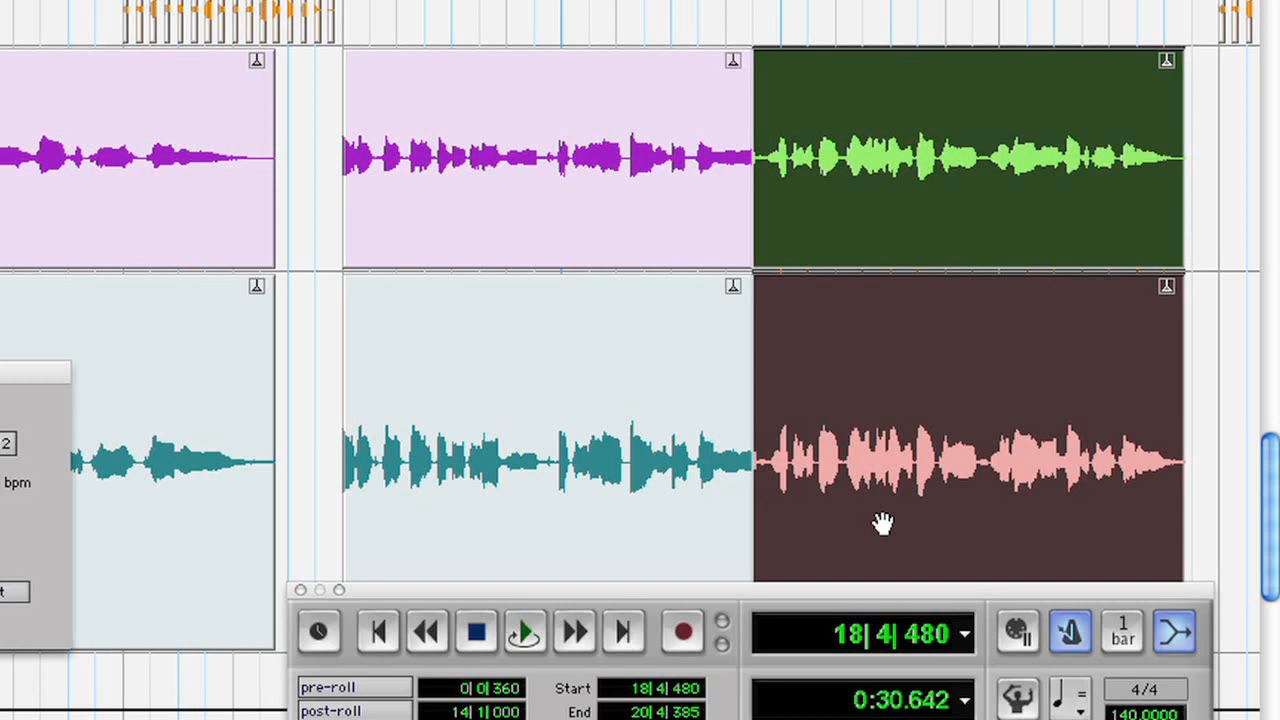 2
bpm
t
18| 4| 480
1
bar
pre-roll 0| 0| 360 Start 18| 4| 480 0:30.642 4/4
post-roll 14| 1| 000 End 20| 4| 385 = 140.0000